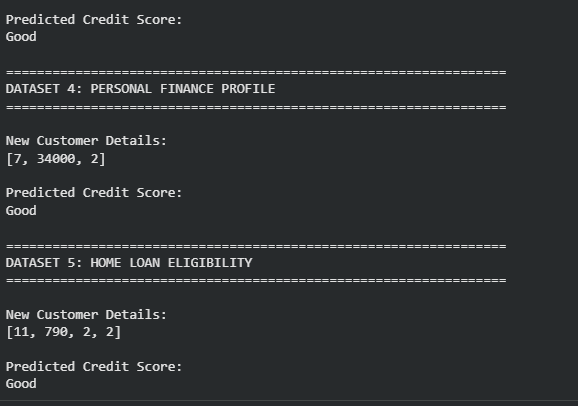 Predicted Credit Score:
Good
=================================================================
DATASET 4: PERSONAL FINANCE PROFILE
=================================================================
New Customer Details:
[7, 34000, 2]
Predicted Credit Score:
Good
=================================================================
DATASET 5: HOME LOAN ELIGIBILITY
=================================================================
New Customer Details:
[11, 790, 2, 2]
Predicted Credit Score:
Good